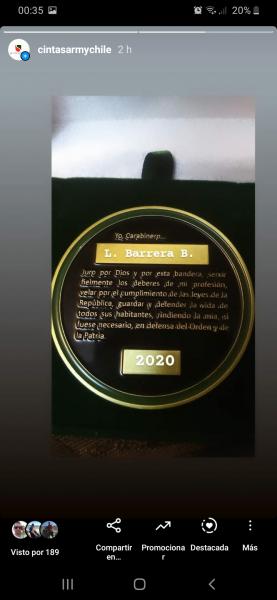 00:35
20%
cintasarmychile 2 h
Yo, Carabinero...
L. Barrera B.
Juro por Dios y por esta bandera, servir
fielmente los deberes de mi profesión,
velar por el cumplimiento de las leyes de la
República, guardar y defender la vida de
todos sus habitantes, rindiendo la mía, si
fuese necesario, en defensa del Orden y de
la Patria.
2020
Visto por 189
Compartir
en...
Promociona
r
Destacada
Más